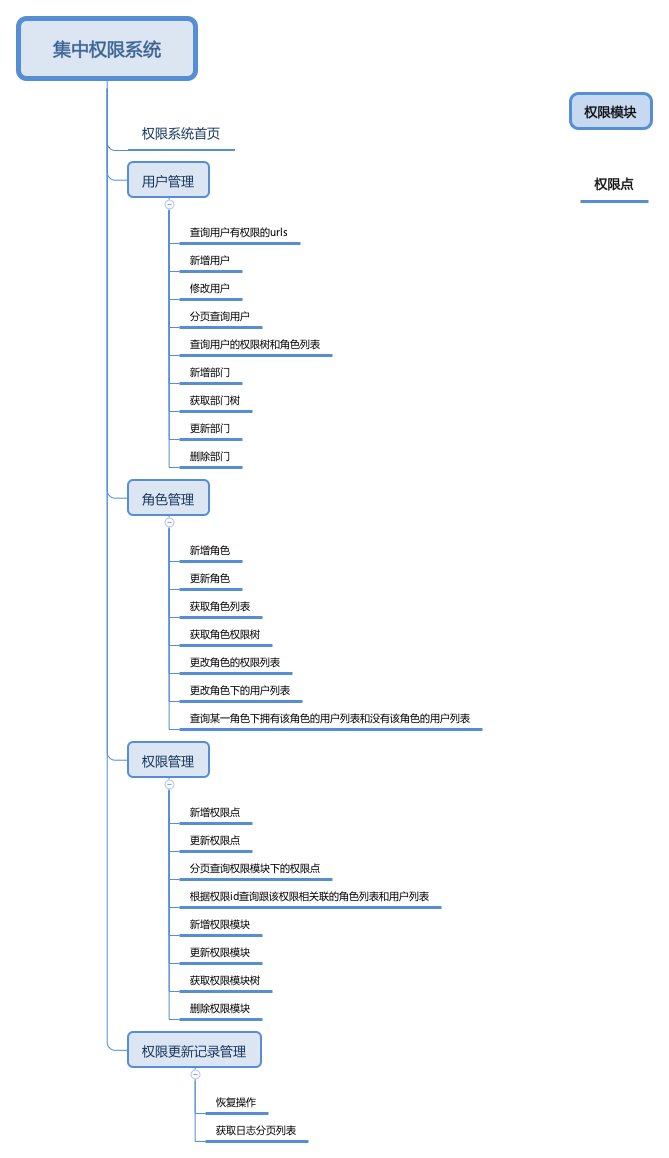 集中权限系统
权限模块
权限系统首页
用户管理
权限点
查询用户有权限的urls
新增用户
修改用户
分页查询用户
查询用户的权限树和角色列表
新增部门
获取部门树
更新部门
删除部门
角色管理
新增角色
更新角色
获取角色列表
获取角色权限树
更改角色的权限列表
更改角色下的用户列表
查询某一角色下拥有该角色的用户列表和没有该角色的用户列表
权限管理
新增权限点
更新权限点
分页查询权限模块下的权限点
根据权限id查询跟该权限相关联的角色列表和用户列表
新增权限模块
更新权限模块
获取权限模块树
删除权限模块
权限更新记录管理
恢复操作
获取日志分页列表